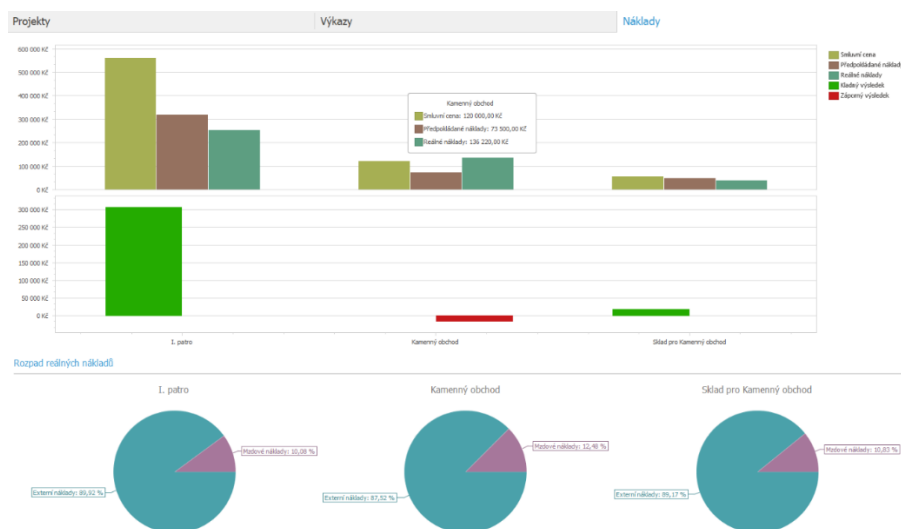 Projekty
Výkazy
Náklady
600 000 Kč
500 000 Kč
400 000 Kč
300 000 Kč
200 000 Kč
100 000 Kč
0 Kč
Smluvní cena
Předpokládané náklady
Reálné náklady
Kladný výsledek
Záporný výsledek
Kamenný obchod
Smluvní cena: 120 000,00 Kč
Předpokládané náklady: 73 500,00 Kč
Reálné náklady: 136 220,00 Kč
300 000 Kč
250 000 Kč
200 000 Kč
150 000 Kč
100 000 Kč
50 000 Kč
0 Kč
I. patro
Kamenný obchod
Sklad pro Kamenný obchod
Rozpad reálných nákladů
I. patro
Kamenný obchod
Sklad pro Kamenný obchod
Mzdové náklady: 10,08 %
Mzdové náklady: 12,48 %
Mzdové náklady: 10,83 %
Externí náklady: 89,92 %
Externí náklady: 87,52 %
Externí náklady: 89,17 %